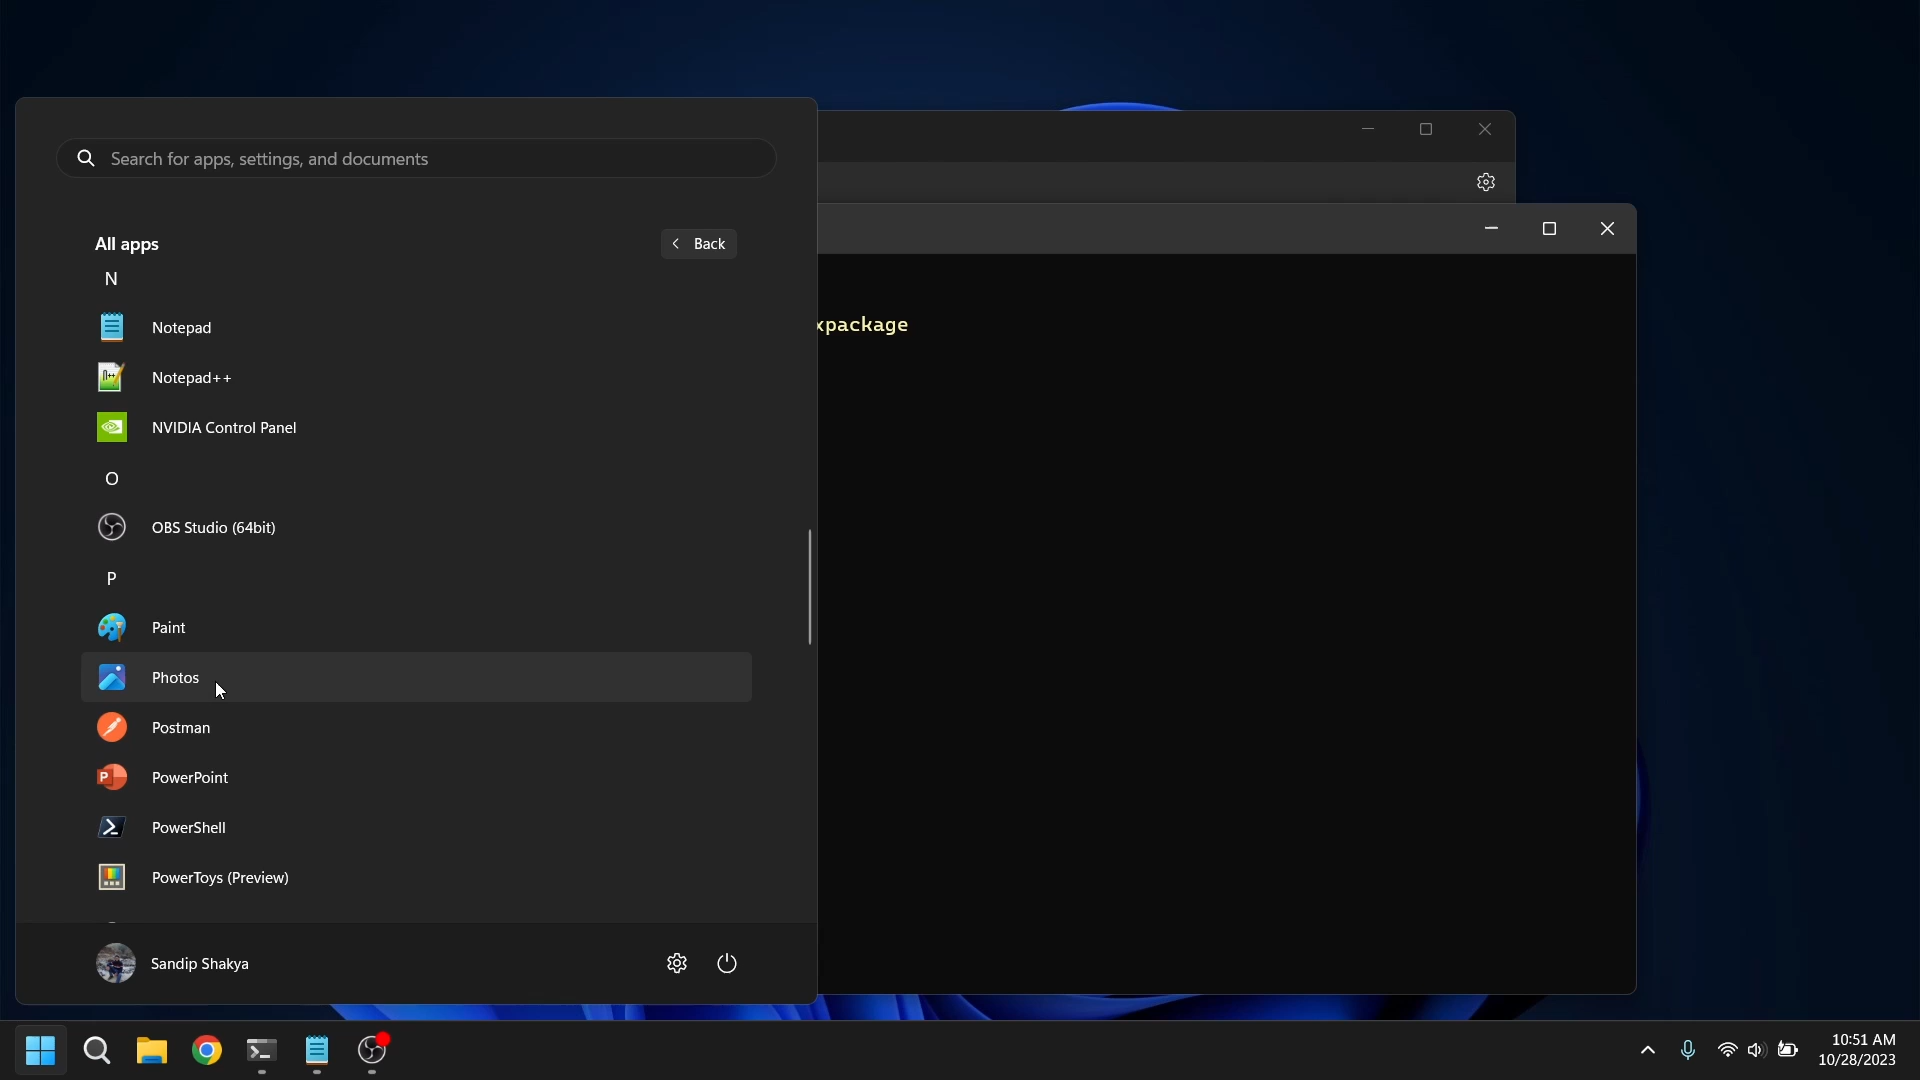 Search for apps, settings, and documents
All apps
Back
N
Notepad
Notepad++
NVIDIA Control Panel
O
OBS Studio (64bit)
P
Paint
Photos
Postman
PowerPoint
PowerShell
PowerToys (Preview)
Sandip Shakya
xpackage
10:51 AM
10/28/2023